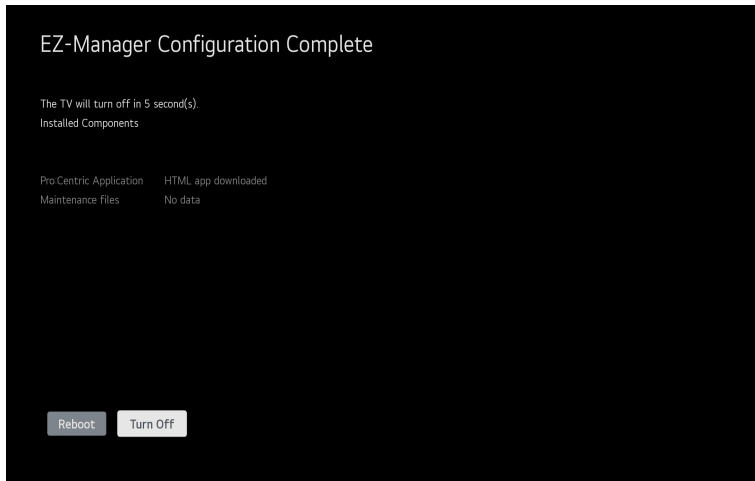 EZ-Manager Configuration Complete
The TV will turn off in 5 second(s).
Installed Components
Pro:Centric Application HTML app downloaded
Maintenance files No data
Reboot Turn Off